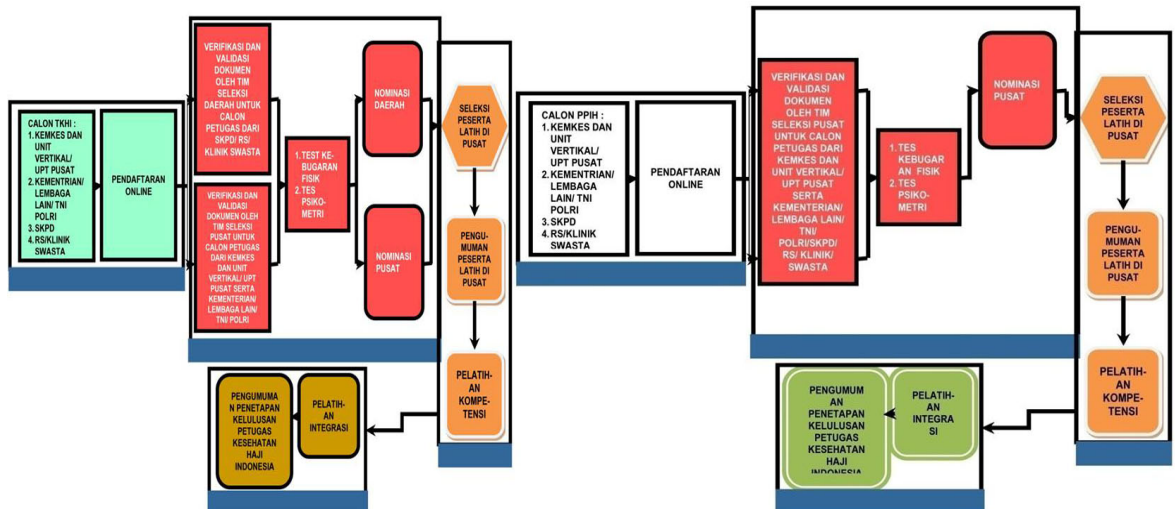 CALON TKHI :
1. KEMKES DAN
UNIT
VERTIKAL/
UPT PUSAT
2. KEMENTRIAN/
LEMBAGA
LAIN/ TNI
POLRI
3. SKPD
4. RS/KLINIK
SWASTA
PENDAFTARAN
ONLINE
VERIFIKASI DAN
VALIDASI
DOKUMEN
OLEH TIM
SELEKSI
DAERAH UNTUK
CALON
PETUGAS DARI
SKPD/ RS/
KLINIK SWASTA
VERIFIKASI DAN
VALIDASI
DOKUMEN OLEH
TIM SELEKSI
PUSAT UNTUK
CALON PETUGAS
DARI KEMKES
DAN UNIT
VERTIKAL/ UPT
PUSAT SERTA
KEMENTERIAN/
LEMBAGA LAIN/
TNI/ POLRI
1. TEST KE-
BUGARAN
FISIK
2. TES
PSIKO-
METRI
NOMINASI
DAERAH
NOMINASI
PUSAT
SELEKSI
PESERTA
LATIH DI
PUSAT
PENGU-
MUMAN
PESERTA
LATIH DI
PUSAT
PELATIH-
AN
KOMPE-
TENSI
PELATIH-
AN
INTEGRASI
PENGUMUMA
N PENETAPAN
KELULUSAN
PETUGAS
KESEHATAN
HAJI
INDONESIA
CALON PPIH :
1. KEMKES DAN
UNIT
VERTIKAL/
UPT PUSAT
2. KEMENTRIAN/
LEMBAGA
LAIN/ TNI
POLRI
3. SKPD
4. RS/KLINIK
SWASTA
PENDAFTARAN
ONLINE
VERIFIKASI DAN
VALIDASI
DOKUMEN
OLEH TIM
SELEKSI PUSAT
UNTUK CALON
PETUGAS DARI
KEMKES DAN
UNIT VERTIKAL/
UPT PUSAT
SERTA
KEMENTERIAN/
LEMBAGA LAIN/
TNI/
POLRI/SKPD/
RS/ KLINIK/
SWASTA
1. TES
KEBUGAR
AN FISIK
2. TES
PSIKO-
METRI
NOMINASI
PUSAT
SELEKSI
PESERTA
LATIH DI
PUSAT
PENGU-
MUMAN
PESERTA
LATIH DI
PUSAT
PELATIH-
AN
KOMPE-
TENSI
PELATIH-
AN
INTEGRA
SI
PENGUMUM
AN
PENETAPAN
KELULUSAN
PETUGAS
KESEHATAN
HAJI
INDONESIA